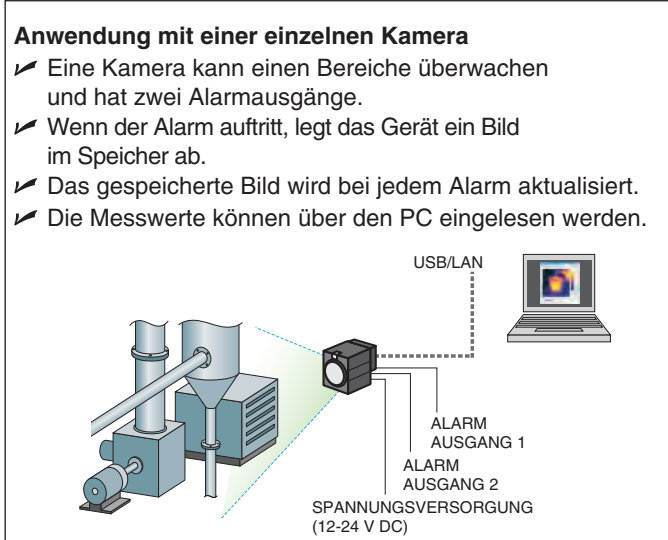 Anwendung mit einer einzelnen Kamera
Eine Kamera kann einen Bereiche überwachen
und hat zwei Alarmausgänge.
Wenn der Alarm auftritt, legt das Gerät ein Bild
im Speicher ab.
Das gespeicherte Bild wird bei jedem Alarm aktualisiert.
Die Messwerte können über den PC eingelesen werden.
USB/LAN
ALARM
AUSGANG 1
ALARM
AUSGANG 2
SPANNUNGSVERSORGUNG
(12-24 V DC)